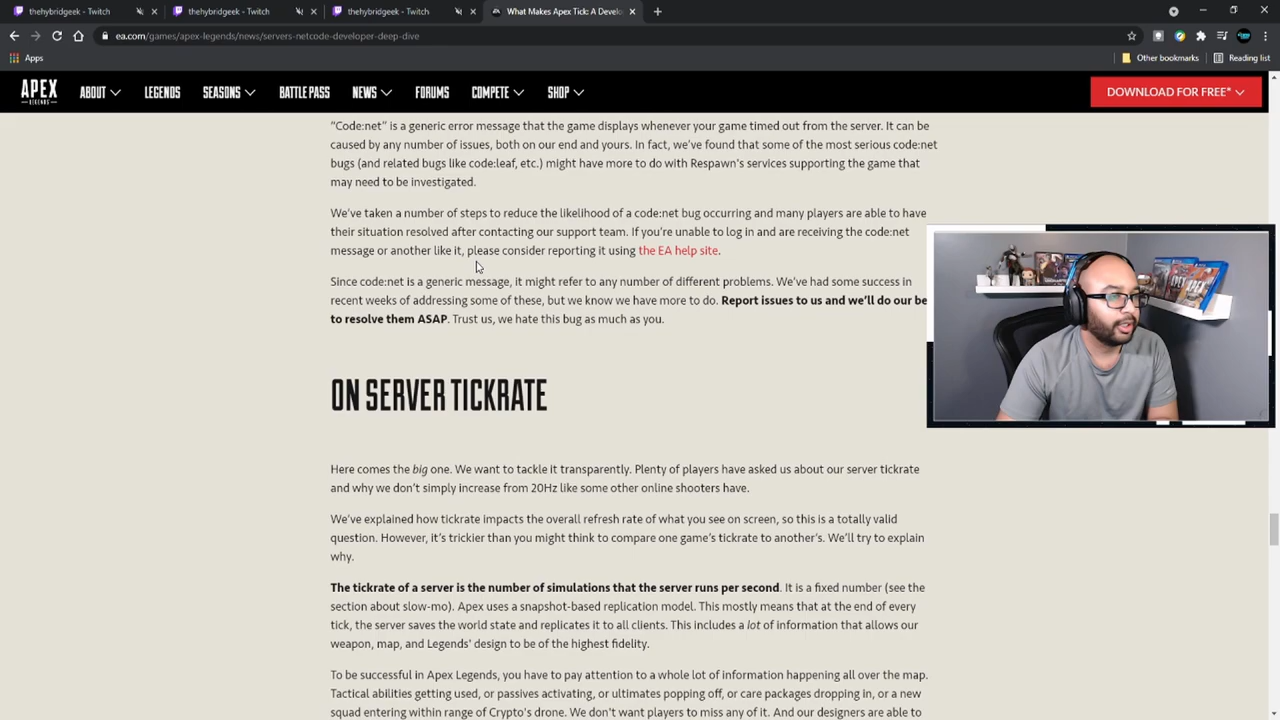 thehybridgeek - Twitch
thehybridgeek - Twitch
thehybridgeek - Twitch
What Makes Apex Tick: A Develo
ea.com/games/apex-legends/news/servers-netcode-developer-deep-dive
Apps
Other bookmarks
Reading list
APEX
LEGENDS
ABOUT
LEGENDS
SEASONS
BATTLE PASS
NEWS
FORUMS
COMPETE
SHOP
DOWNLOAD FOR FREE*
“Code:net” is a generic error message that the game displays whenever your game timed out from the server. It can be
caused by any number of issues, both on our end and yours. In fact, we’ve found that some of the most serious code:net
bugs (and related bugs like code:leaf, etc.) might have more to do with Respawn's services supporting the game that
may need to be investigated.
We’ve taken a number of steps to reduce the likelihood of a code:net bug occurring and many players are able to have
their situation resolved after contacting our support team. If you’re unable to log in and are receiving the code:net
message or another like it, please consider reporting it using the EA help site.
Since code:net is a generic message, it might refer to any number of different problems. We’ve had some success in
recent weeks of addressing some of these, but we know we have more to do. Report issues to us and we’ll do our be
to resolve them ASAP. Trust us, we hate this bug as much as you.
ON SERVER TICKRATE
Here comes the big one. We want to tackle it transparently. Plenty of players have asked us about our server tickrate
and why we don’t simply increase from 20Hz like some other online shooters have.
We’ve explained how tickrate impacts the overall refresh rate of what you see on screen, so this is a totally valid
question. However, it’s trickier than you might think to compare one game’s tickrate to another’s. We’ll try to explain
why.
The tickrate of a server is the number of simulations that the server runs per second. It is a fixed number (see the
section about slow-mo). Apex uses a snapshot-based replication model. This mostly means that at the end of every
tick, the server saves the world state and replicates it to all clients. This includes a lot of information that allows our
weapon, map, and Legends' design to be of the highest fidelity.
To be successful in Apex Legends, you have to pay attention to a whole lot of information happening all over the map.
Tactical abilities getting used, or passives activating, or ultimates popping off, or care packages dropping in, or a new
squad entering within range of Crypto's drone. We don't want players to miss any of it. And our designers are able to